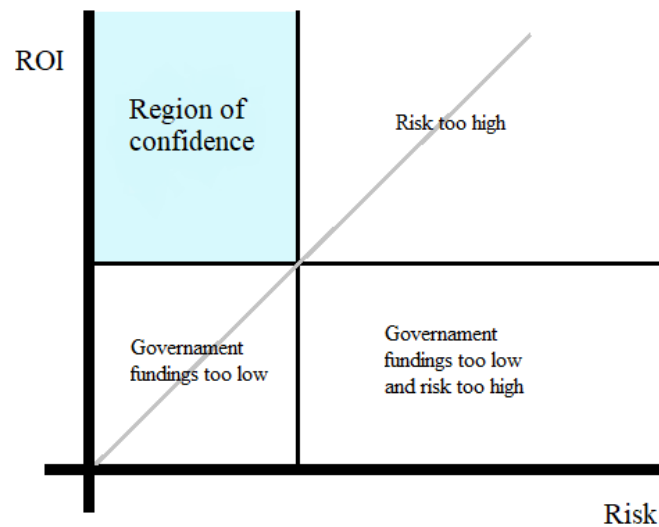 ROI
Region of
confidence
Risk too high
Governament
fundings too low
Governament
fundings too low
and risk too high
Risk